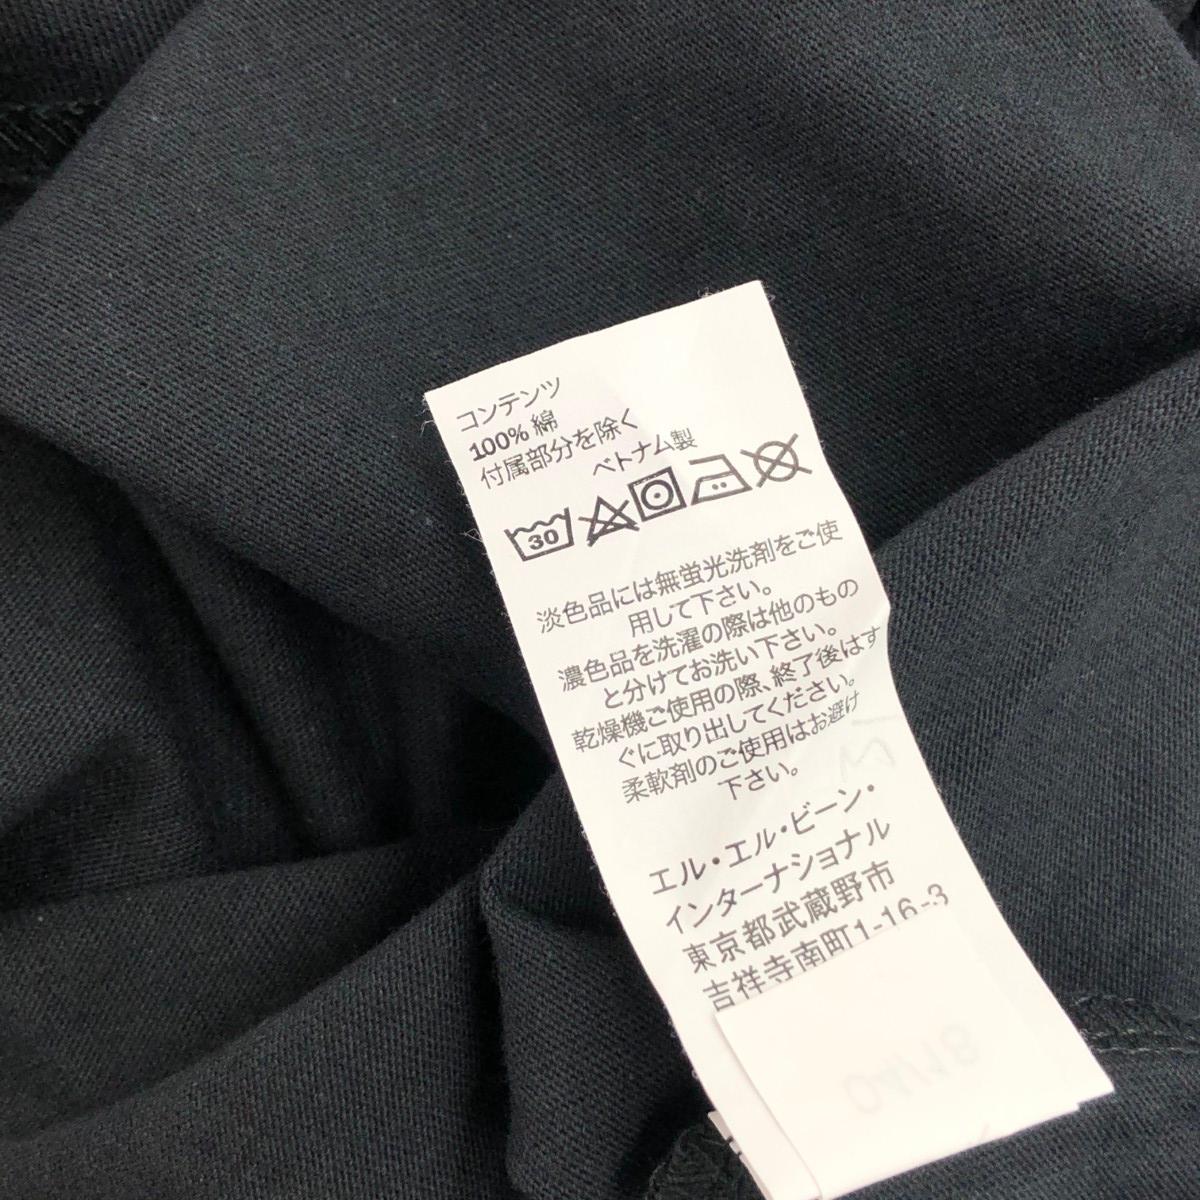 コンテンツ
100% 綿
付属部分を除く
ベトナム製
30
淡色品には無蛍光洗剤をご使
用して下さい。
濃色品を洗濯の際は他のもの
と分けてお洗い下さい。
乾燥機ご使用の際、終了後はす
ぐに取り出してください。
柔軟剤のご使用はお避け
下さい。
エル・エル・ビーン・
インターナショナル
東京都武蔵野市
吉祥寺南町1-16-3
04/18